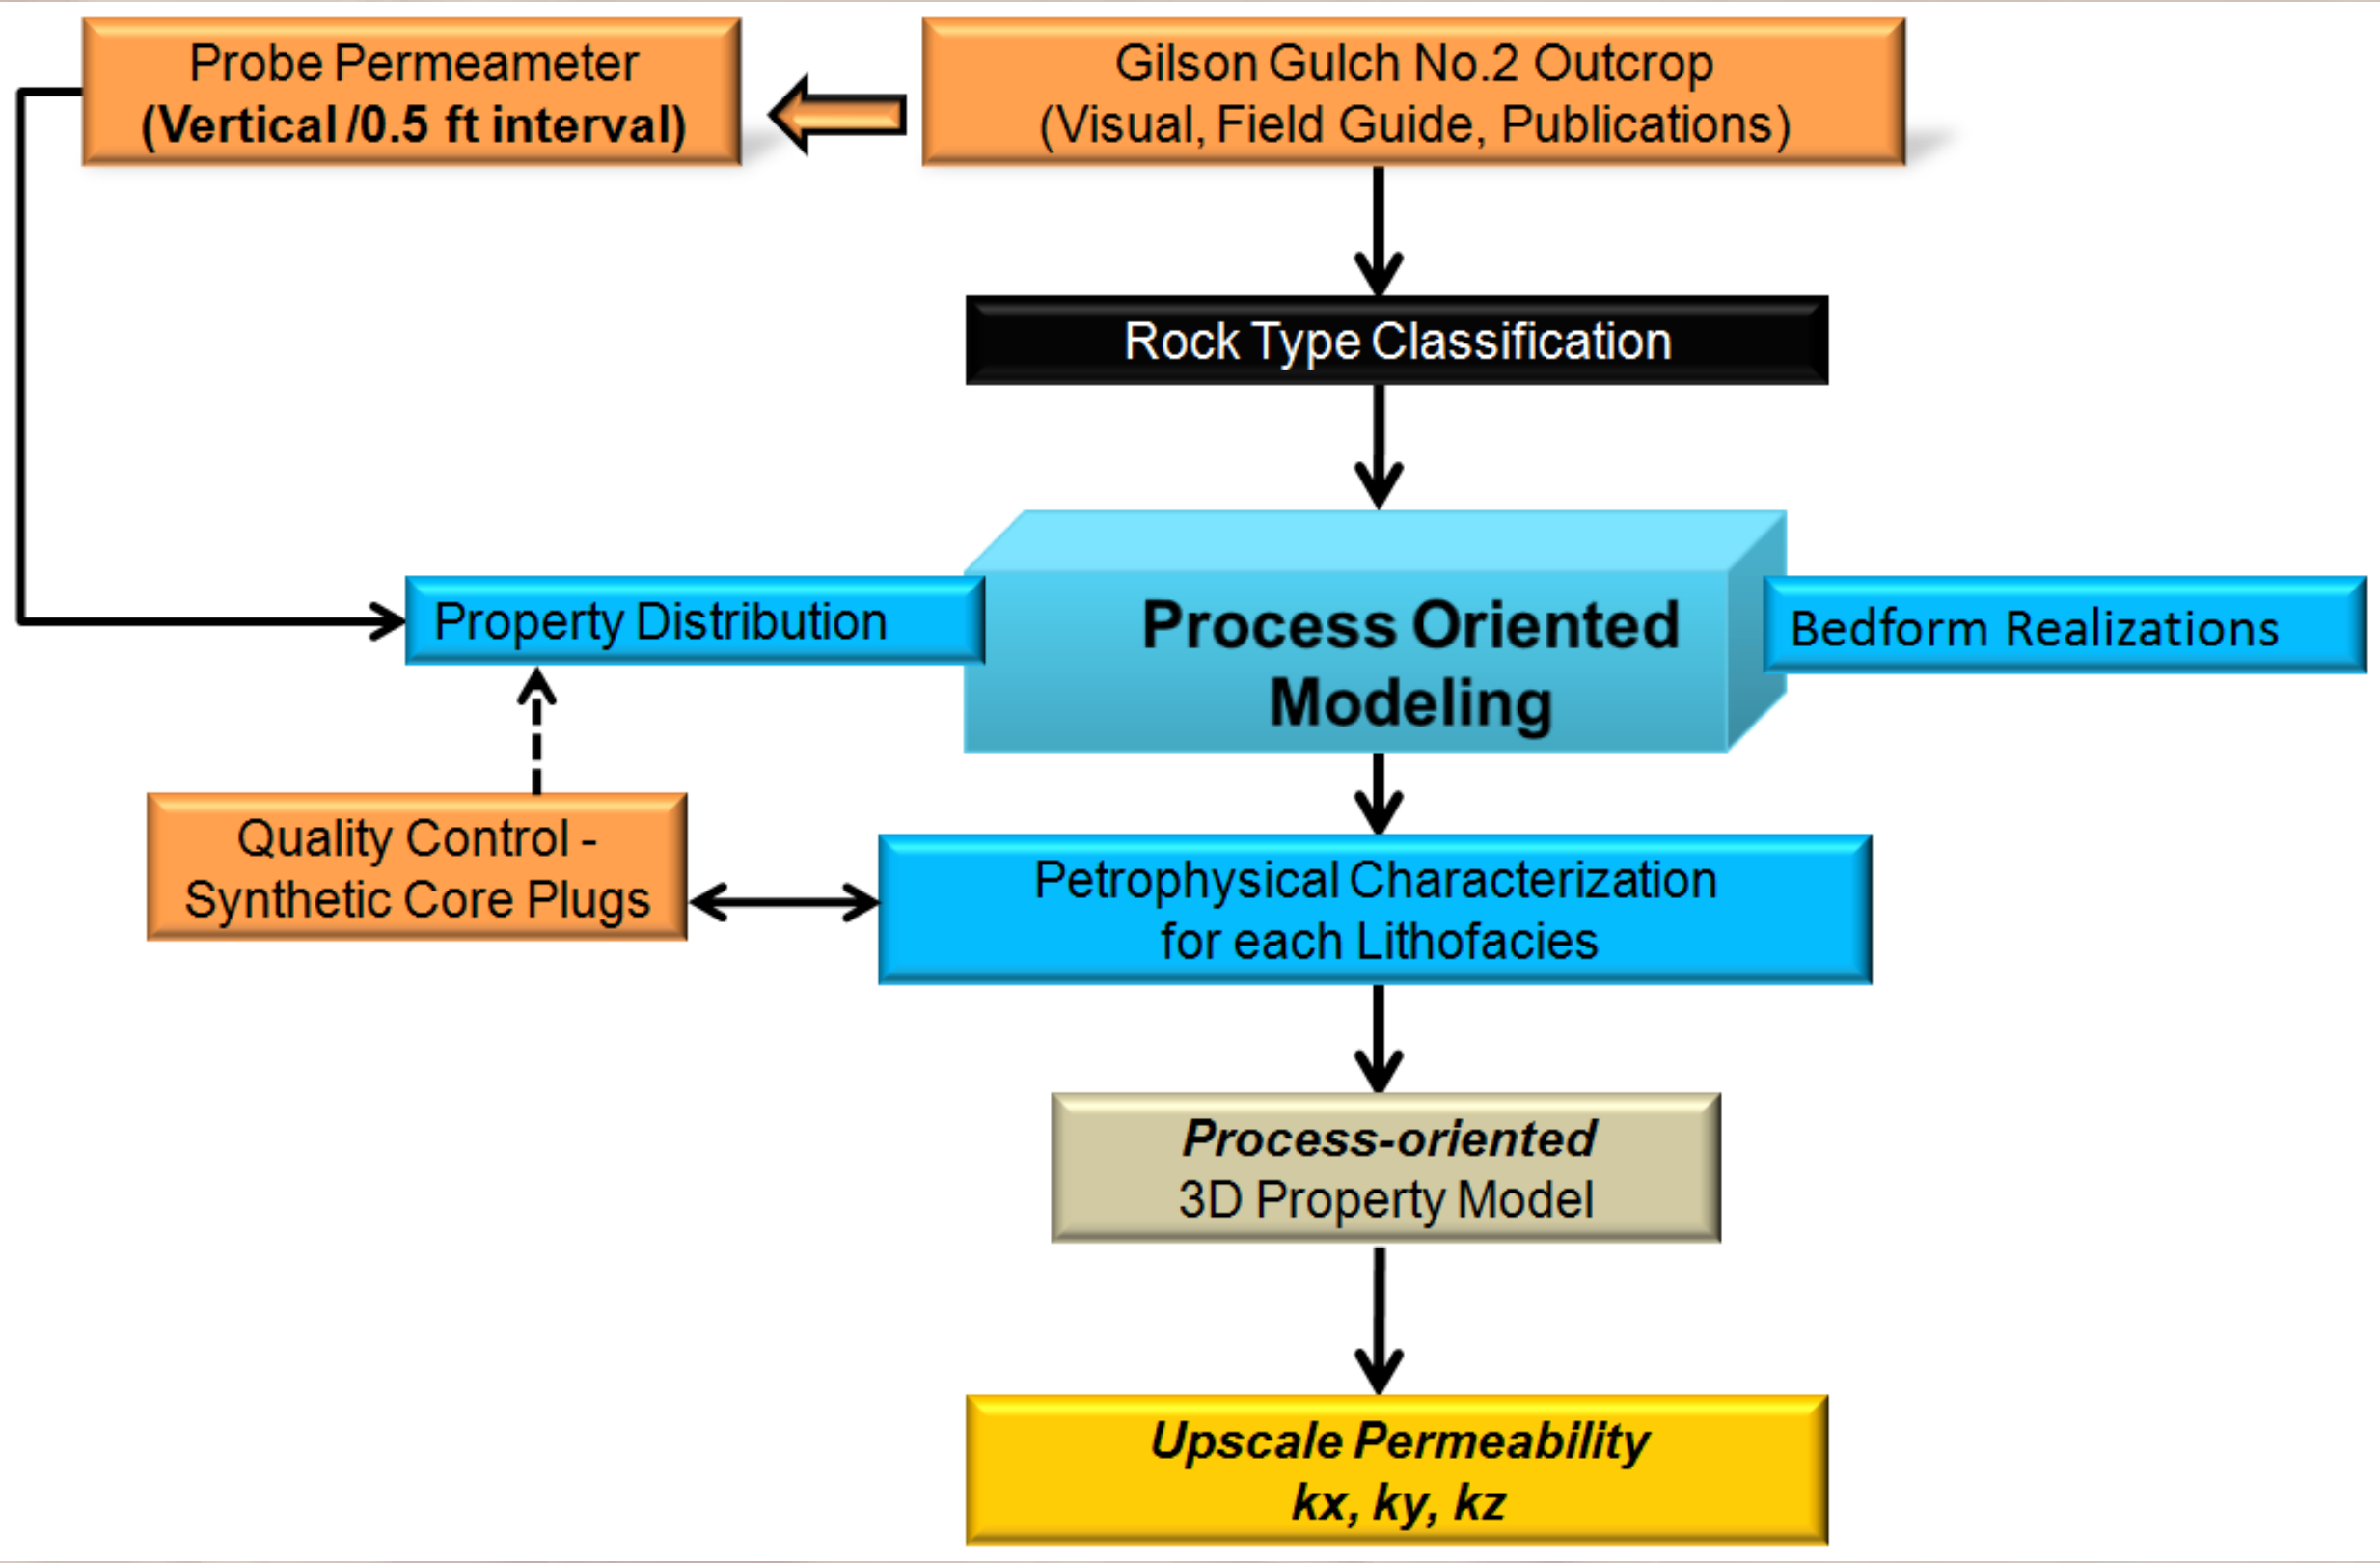 Probe Permeameter
(Vertical /0.5 ft interval)
Gilson Gulch No.2 Outcrop
(Visual, Field Guide, Publications)
Rock Type Classification
Property Distribution
Process Oriented
Modeling
Bedform Realizations
Quality Control -
Synthetic Core Plugs
Petrophysical Characterization
for each Lithofacies
Process-oriented
3D Property Model
Upscale Permeability
kx, ky, kz